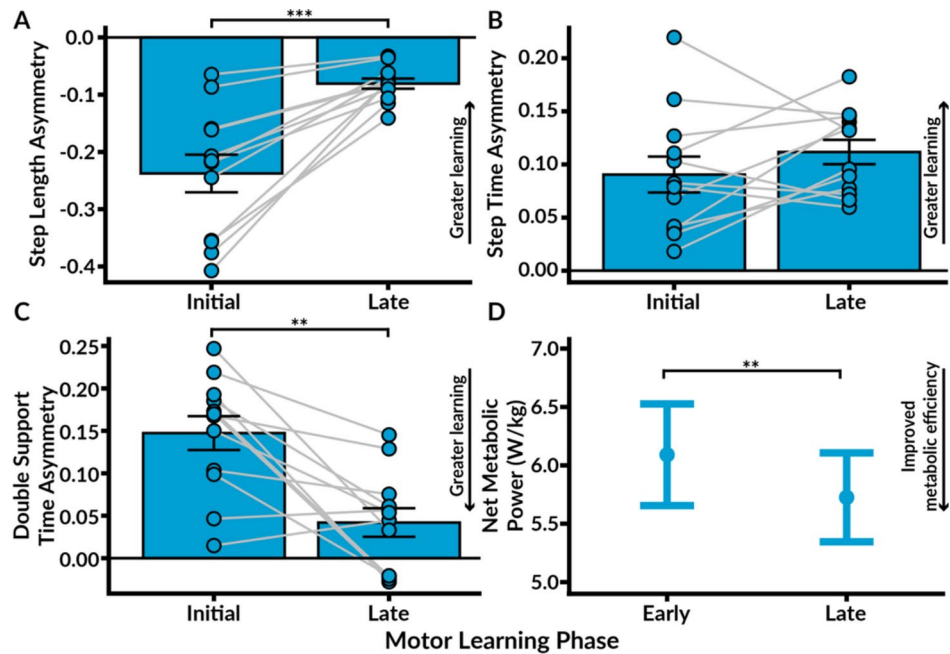 A
***
0.0
-0.1
-0.2
-0.3
-0.4
Step Length Asymmetry
Greater learning
Initial
Late
B
0.20
0.15
0.10
0.05
0.00
Step Time Asymmetry
Greater learning
Initial
Late
C
**
0.25
0.20
0.15
0.10
0.05
0.00
Double Support
Time Asymmetry
Greater learning
Initial
Late
D
**
7.0
6.5
6.0
5.5
5.0
Net Metabolic
Power (W/kg)
Improved
metabolic efficiency
Early
Late
Motor Learning Phase